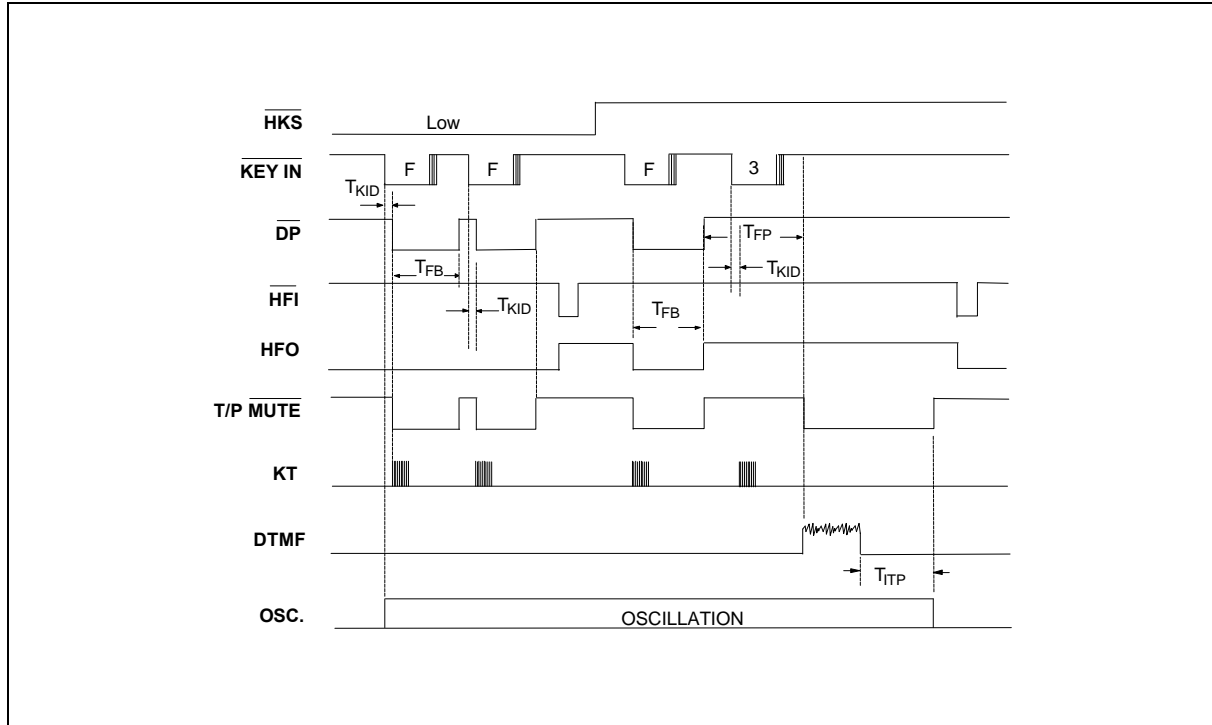 HKS
Low
KEY IN
F
F
F
3
TKID
DP
TFB
TKID
TFP
TKID
HFI
TFB
HFO
T/P MUTE
KT
DTMF
TITP
OSC.
OSCILLATION